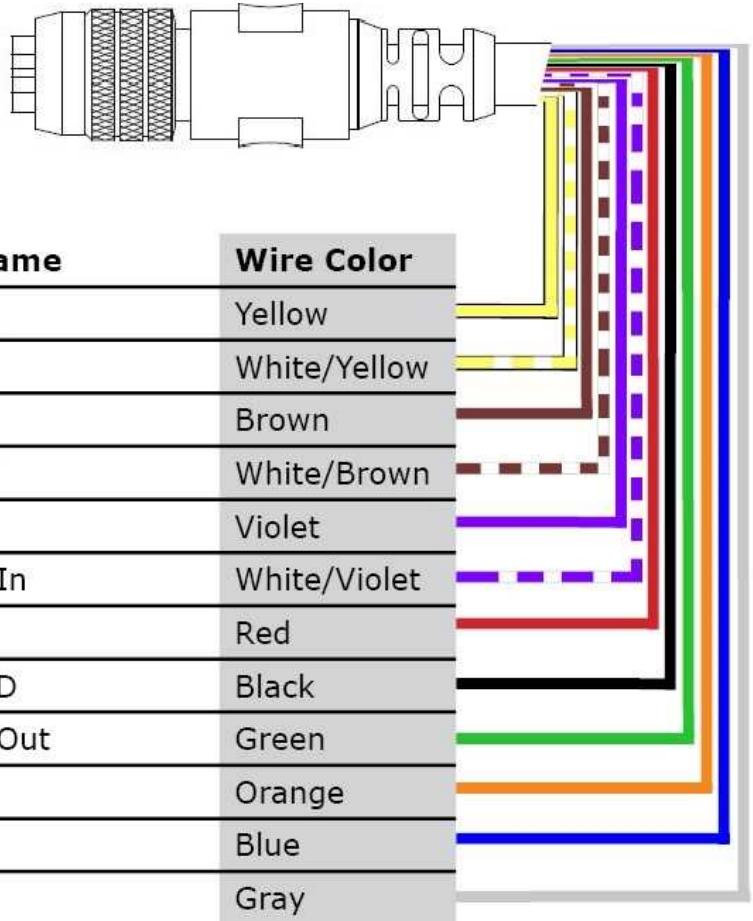 ame Wire Color
Yellow
White/Yellow
Brown
White/Brown
Violet
In White/Violet
Red
D Black
Out Green
Orange
Blue
Gray